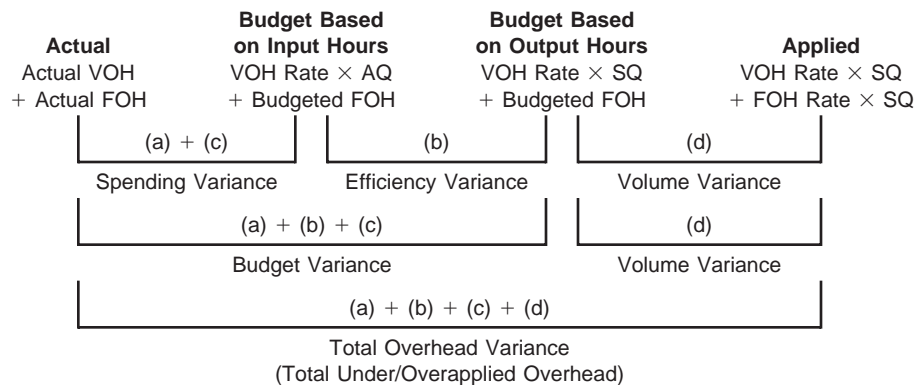 Budget Based Budget Based
Actual on Input Hours on Output Hours Applied
Actual VOH VOH Rate × AQ VOH Rate × SQ VOH Rate × SQ
+ Actual FOH + Budgeted FOH + Budgeted FOH + FOH Rate × SQ
(a) + (c) (b) (d)
Spending Variance Efficiency Variance Volume Variance
(a) + (b) + (c) (d)
Budget Variance Volume Variance
(a) + (b) + (c) + (d)
Total Overhead Variance
(Total Under/Overapplied Overhead)